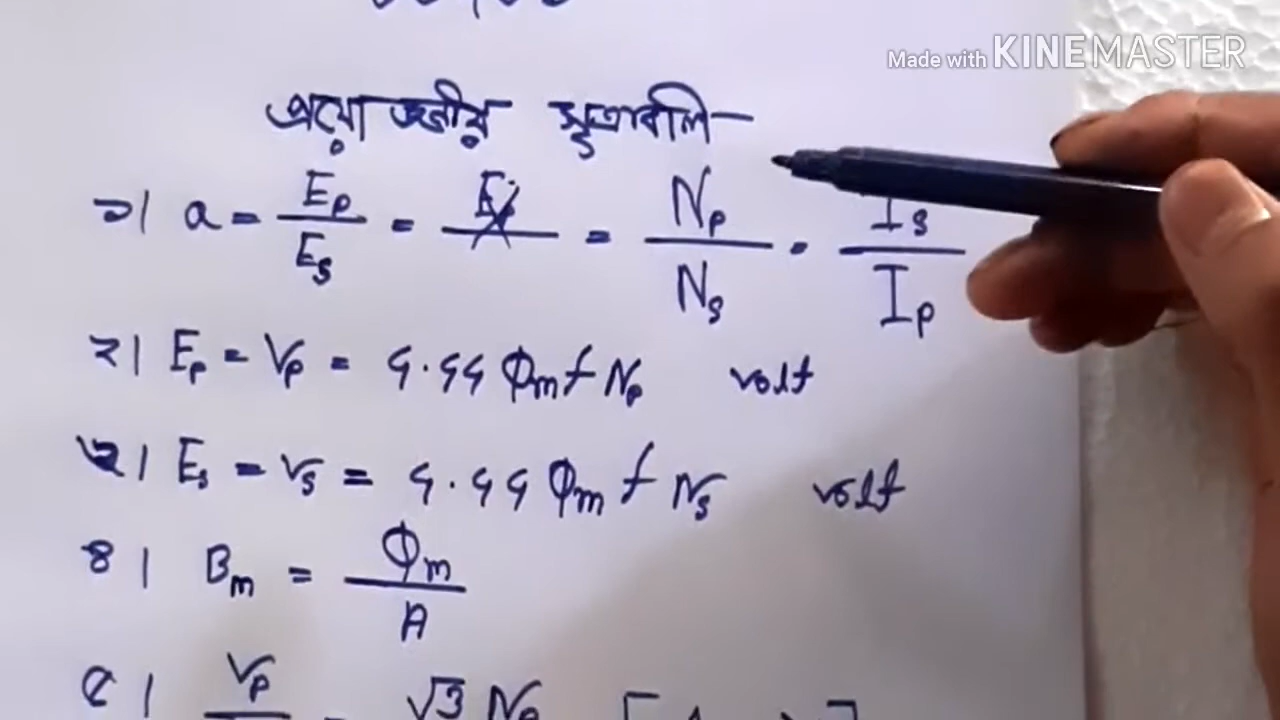 Made with KINEMASTER
প্রয়োজনীয় সূত্রাবলি—
১। a = Ep/Es = = Np/Ns = Is/Ip
২। Ep = Vp = 4.44 Φm f Np volt
৩। Es = Vs = 4.44 Φm f Ns volt
৪। Bm = Φm/A
৫। Vp = √3 Np [